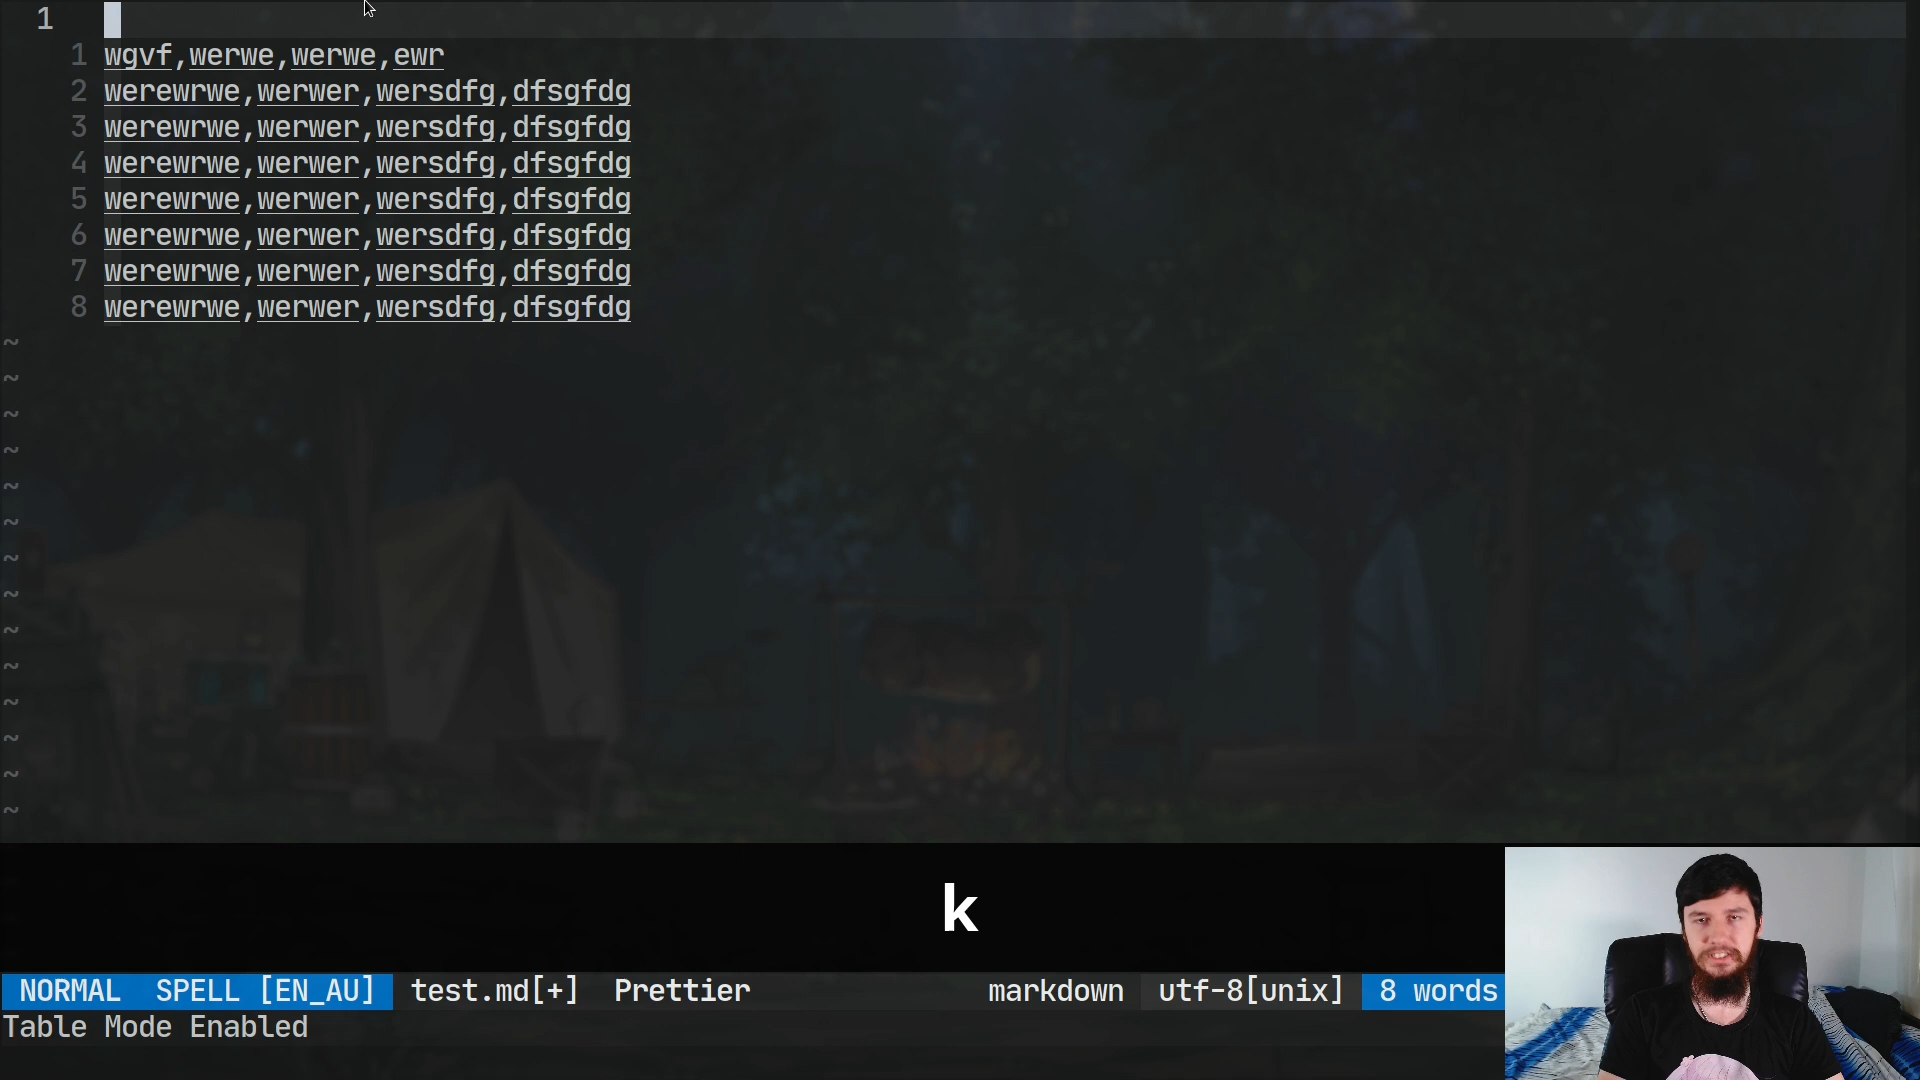 1
1 wgvf,werwe,werwe,ewr
2 werewrwe,werwer,wersdfg,dfsgfdg
3 werewrwe,werwer,wersdfg,dfsgfdg
4 werewrwe,werwer,wersdfg,dfsgfdg
5 werewrwe,werwer,wersdfg,dfsgfdg
6 werewrwe,werwer,wersdfg,dfsgfdg
7 werewrwe,werwer,wersdfg,dfsgfdg
8 werewrwe,werwer,wersdfg,dfsgfdg
~
~
~
~
~
~
~
~
~
~
~
~
~
~
k
NORMAL SPELL [EN_AU] test.md[+] Prettier markdown utf-8[unix] 8 words
Table Mode Enabled